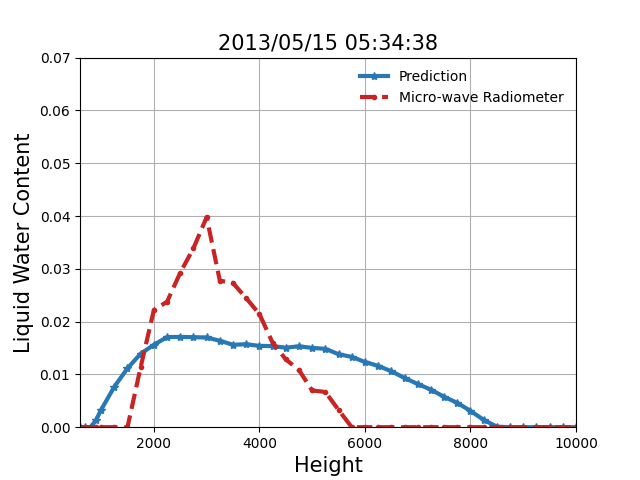 2013/05/15 05:34:38
Prediction
Micro-wave Radiometer
Liquid Water Content
0.07
0.06
0.05
0.04
0.03
0.02
0.01
0.00
2000 4000 6000 8000 10000
Height